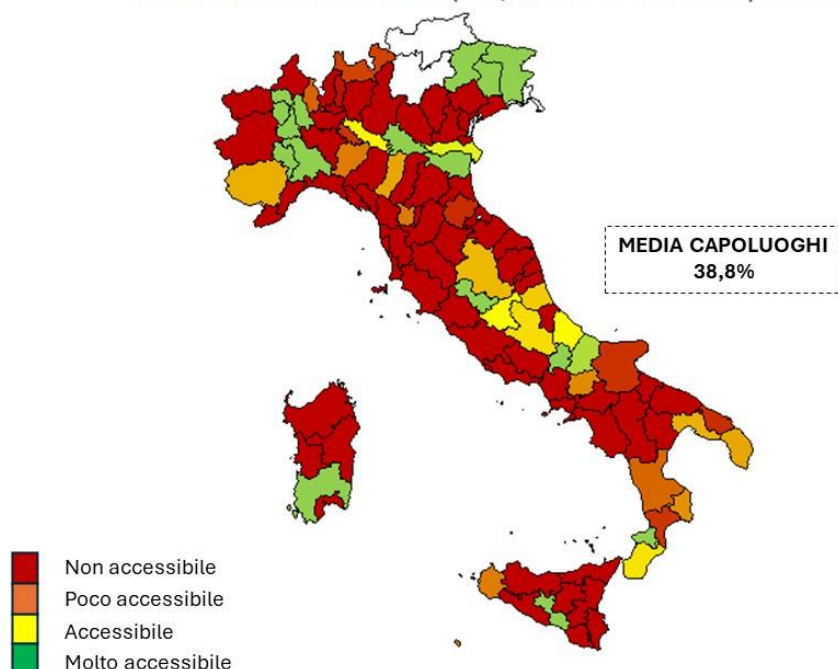 MEDIA CAPOLUOGHI
38,8%
Non accessibile
Poco accessibile
Accessibile
Molto accessibile